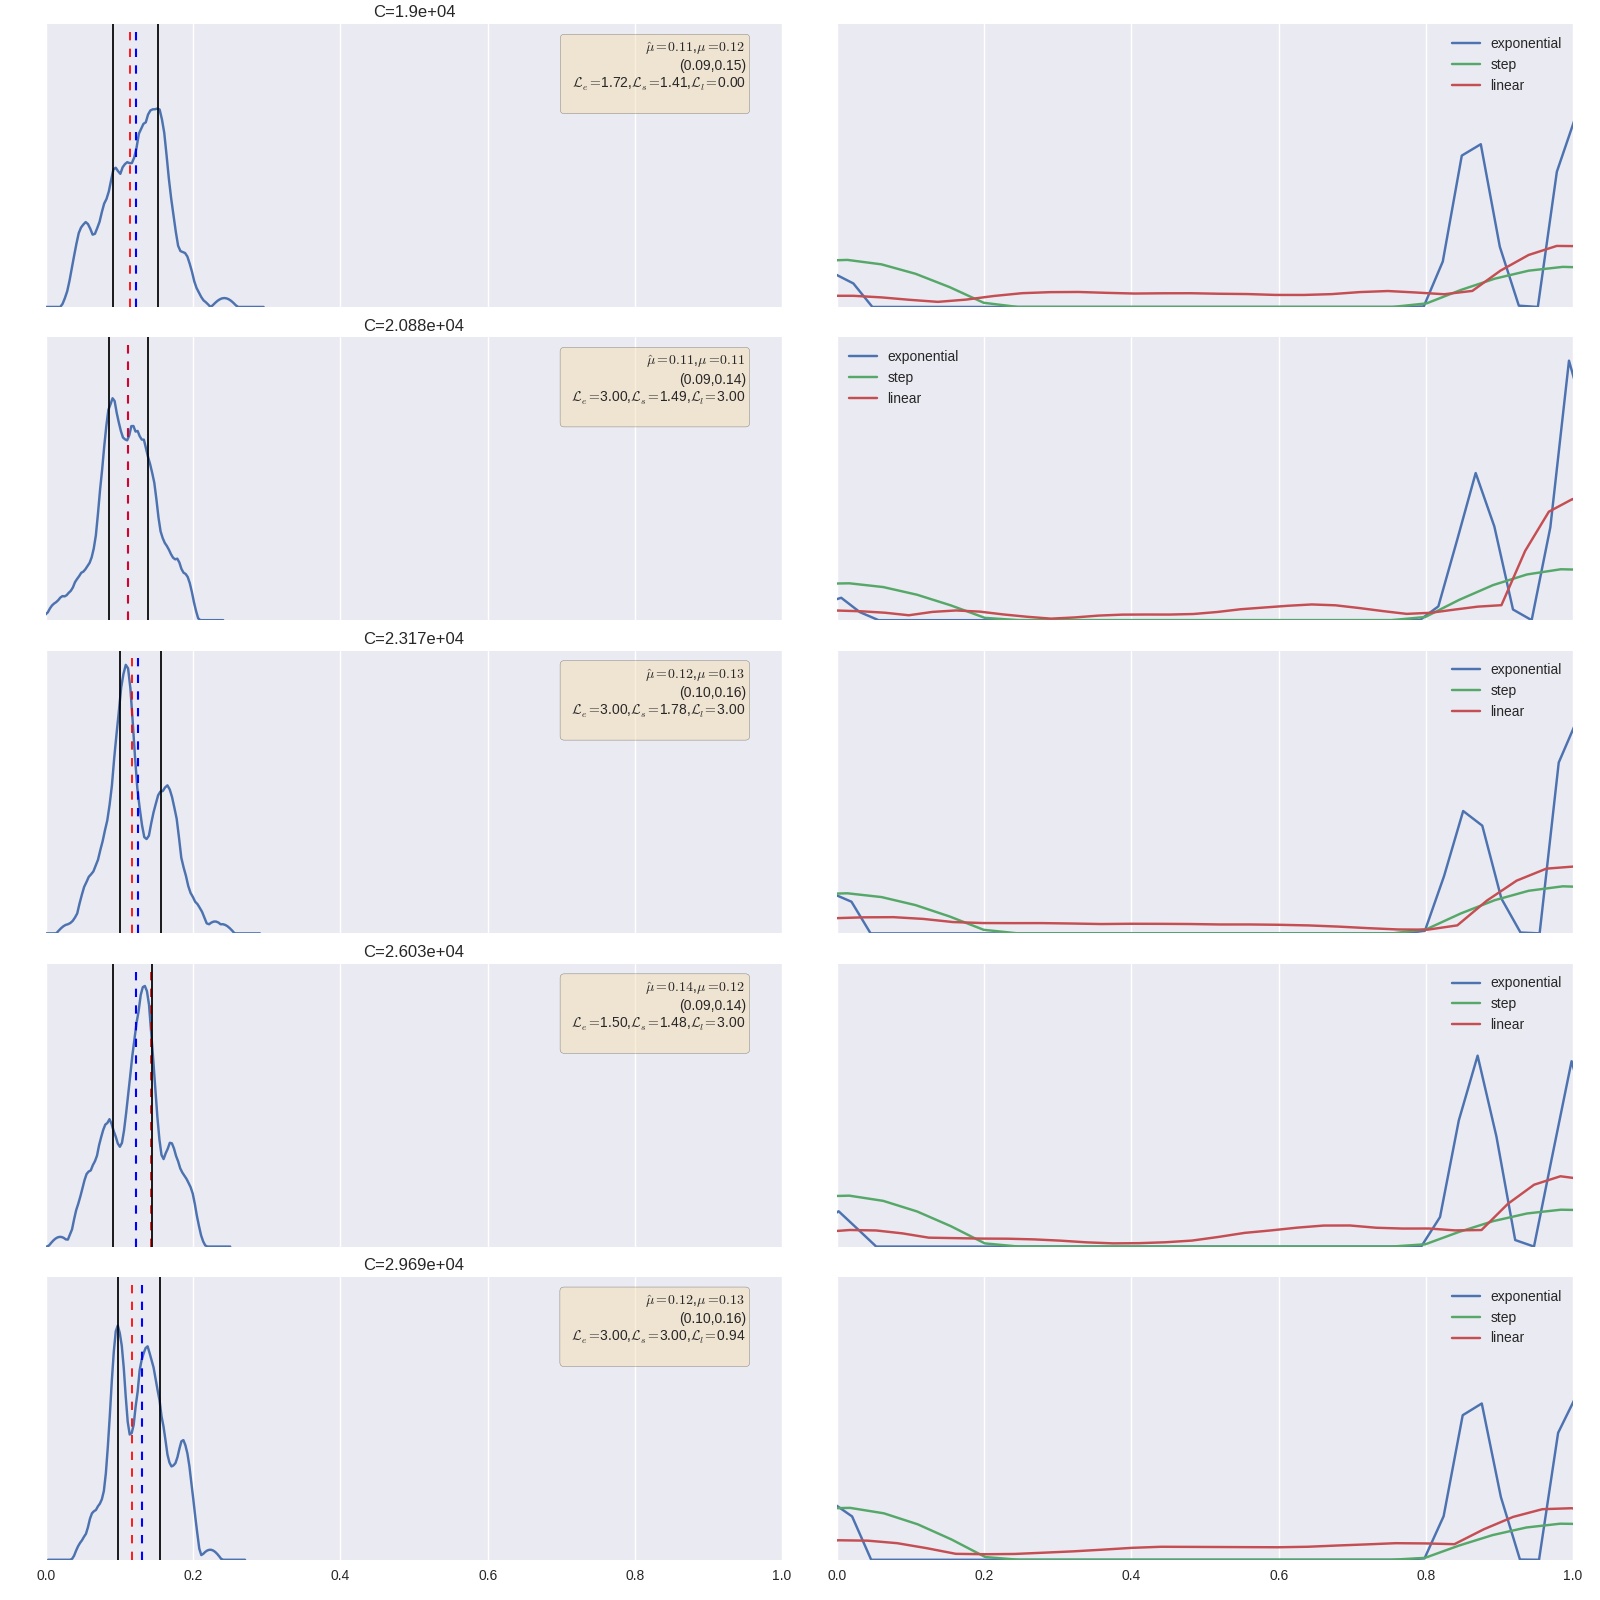 C=1.9e+04
μ̂=0.11,μ=0.12
(0.09,0.15)
ℒₑ=1.72,ℒₛ=1.41,ℒₗ=0.00
exponential
step
linear
C=2.088e+04
μ̂=0.11,μ=0.11
(0.09,0.14)
ℒₑ=3.00,ℒₛ=1.49,ℒₗ=3.00
exponential
step
linear
C=2.317e+04
μ̂=0.12,μ=0.13
(0.10,0.16)
ℒₑ=3.00,ℒₛ=1.78,ℒₗ=3.00
exponential
step
linear
C=2.603e+04
μ̂=0.14,μ=0.12
(0.09,0.14)
ℒₑ=1.50,ℒₛ=1.48,ℒₗ=3.00
exponential
step
linear
C=2.969e+04
μ̂=0.12,μ=0.13
(0.10,0.16)
ℒₑ=3.00,ℒₛ=3.00,ℒₗ=0.94
exponential
step
linear
0.0 0.2 0.4 0.6 0.8 1.0
0.0 0.2 0.4 0.6 0.8 1.0